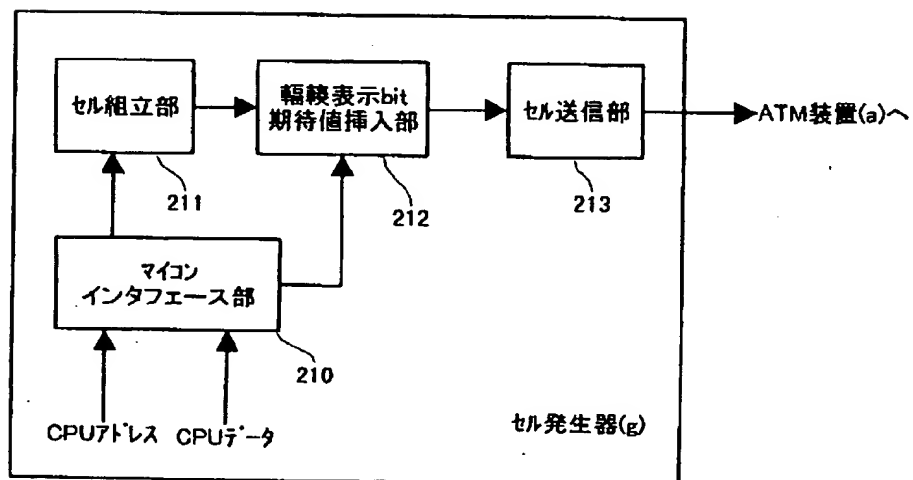 セル組立部
輻輳表示bit
期待値挿入部
セル送信部
ATM装置(a)へ
211
212
213
マイコン
インタフェース部
210
CPUアドレス
CPUデータ
セル発生器(g)